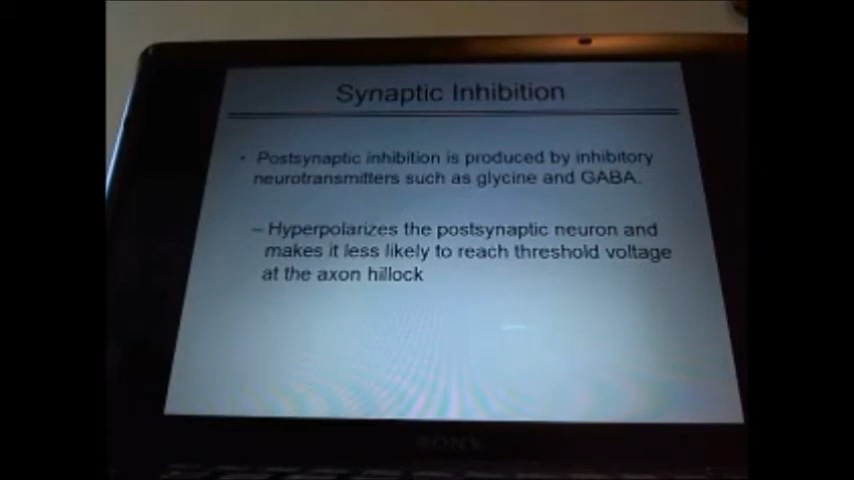 Synaptic Inhibition
• Postsynaptic inhibition is produced by inhibitory
neurotransmitters such as glycine and GABA.
– Hyperpolarizes the postsynaptic neuron and
makes it less likely to reach threshold voltage
at the axon hillock
SONY